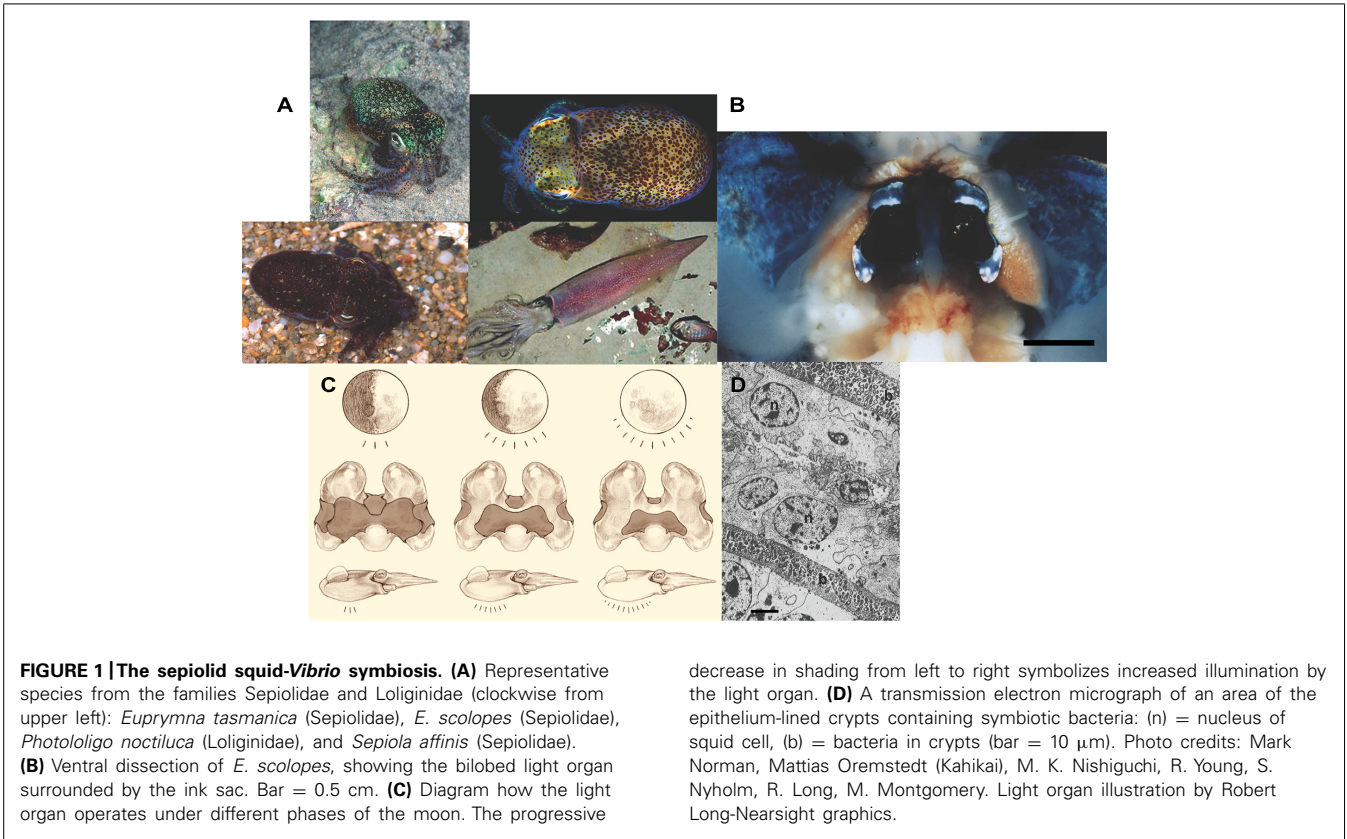 A
B
C
D
n
b
n
b
FIGURE 1 | The sepiolid squid-Vibrio symbiosis. (A) Representative
species from the families Sepiolidae and Loliginidae (clockwise from
upper left): Euprymna tasmanica (Sepiolidae), E. scolopes (Sepiolidae),
Photololigo noctiluca (Loliginidae), and Sepiola affinis (Sepiolidae).
(B) Ventral dissection of E. scolopes, showing the bilobed light organ
surrounded by the ink sac. Bar = 0.5 cm. (C) Diagram how the light
organ operates under different phases of the moon. The progressive
decrease in shading from left to right symbolizes increased illumination by
the light organ. (D) A transmission electron micrograph of an area of the
epithelium-lined crypts containing symbiotic bacteria: (n) = nucleus of
squid cell, (b) = bacteria in crypts (bar = 10 μm). Photo credits: Mark
Norman, Mattias Oremstedt (Kahikai), M. K. Nishiguchi, R. Young, S.
Nyholm, R. Long, M. Montgomery. Light organ illustration by Robert
Long-Nearsight graphics.